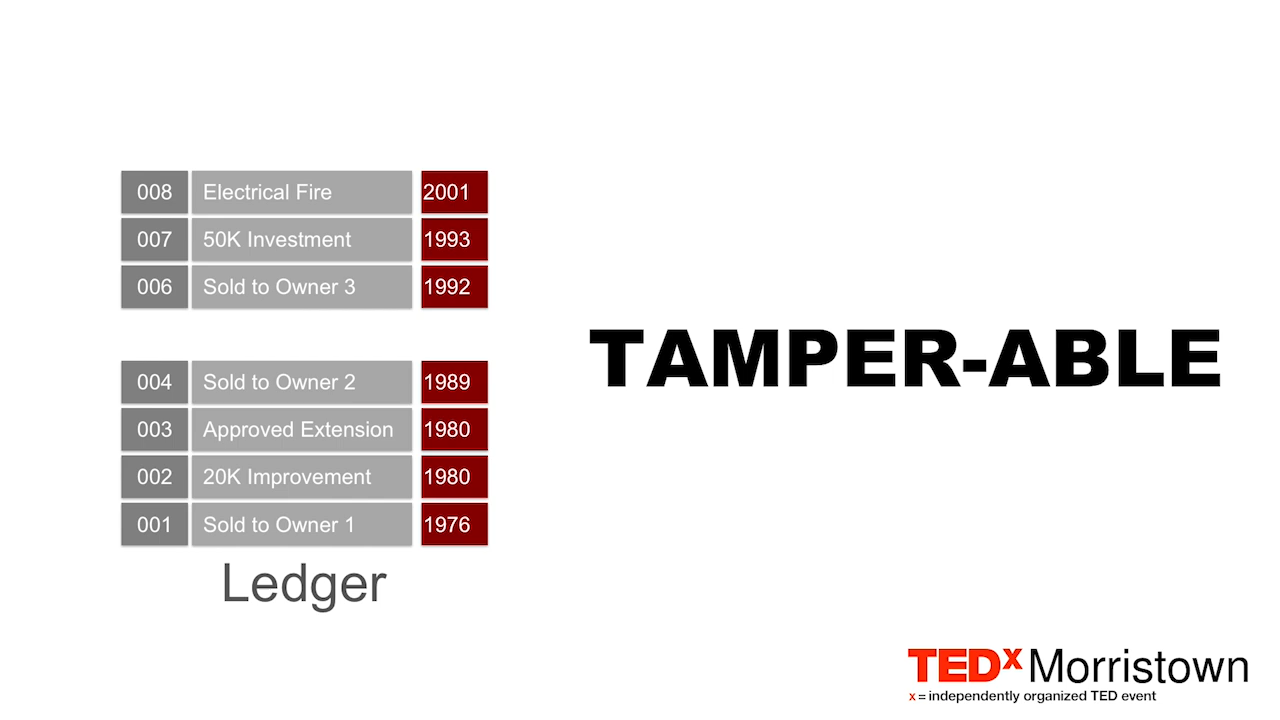 008 Electrical Fire 2001
007 50K Investment 1993
006 Sold to Owner 3 1992
004 Sold to Owner 2 1989
003 Approved Extension 1980
002 20K Improvement 1980
001 Sold to Owner 1 1976
Ledger
TAMPER-ABLE
TEDx Morristown
x = independently organized TED event